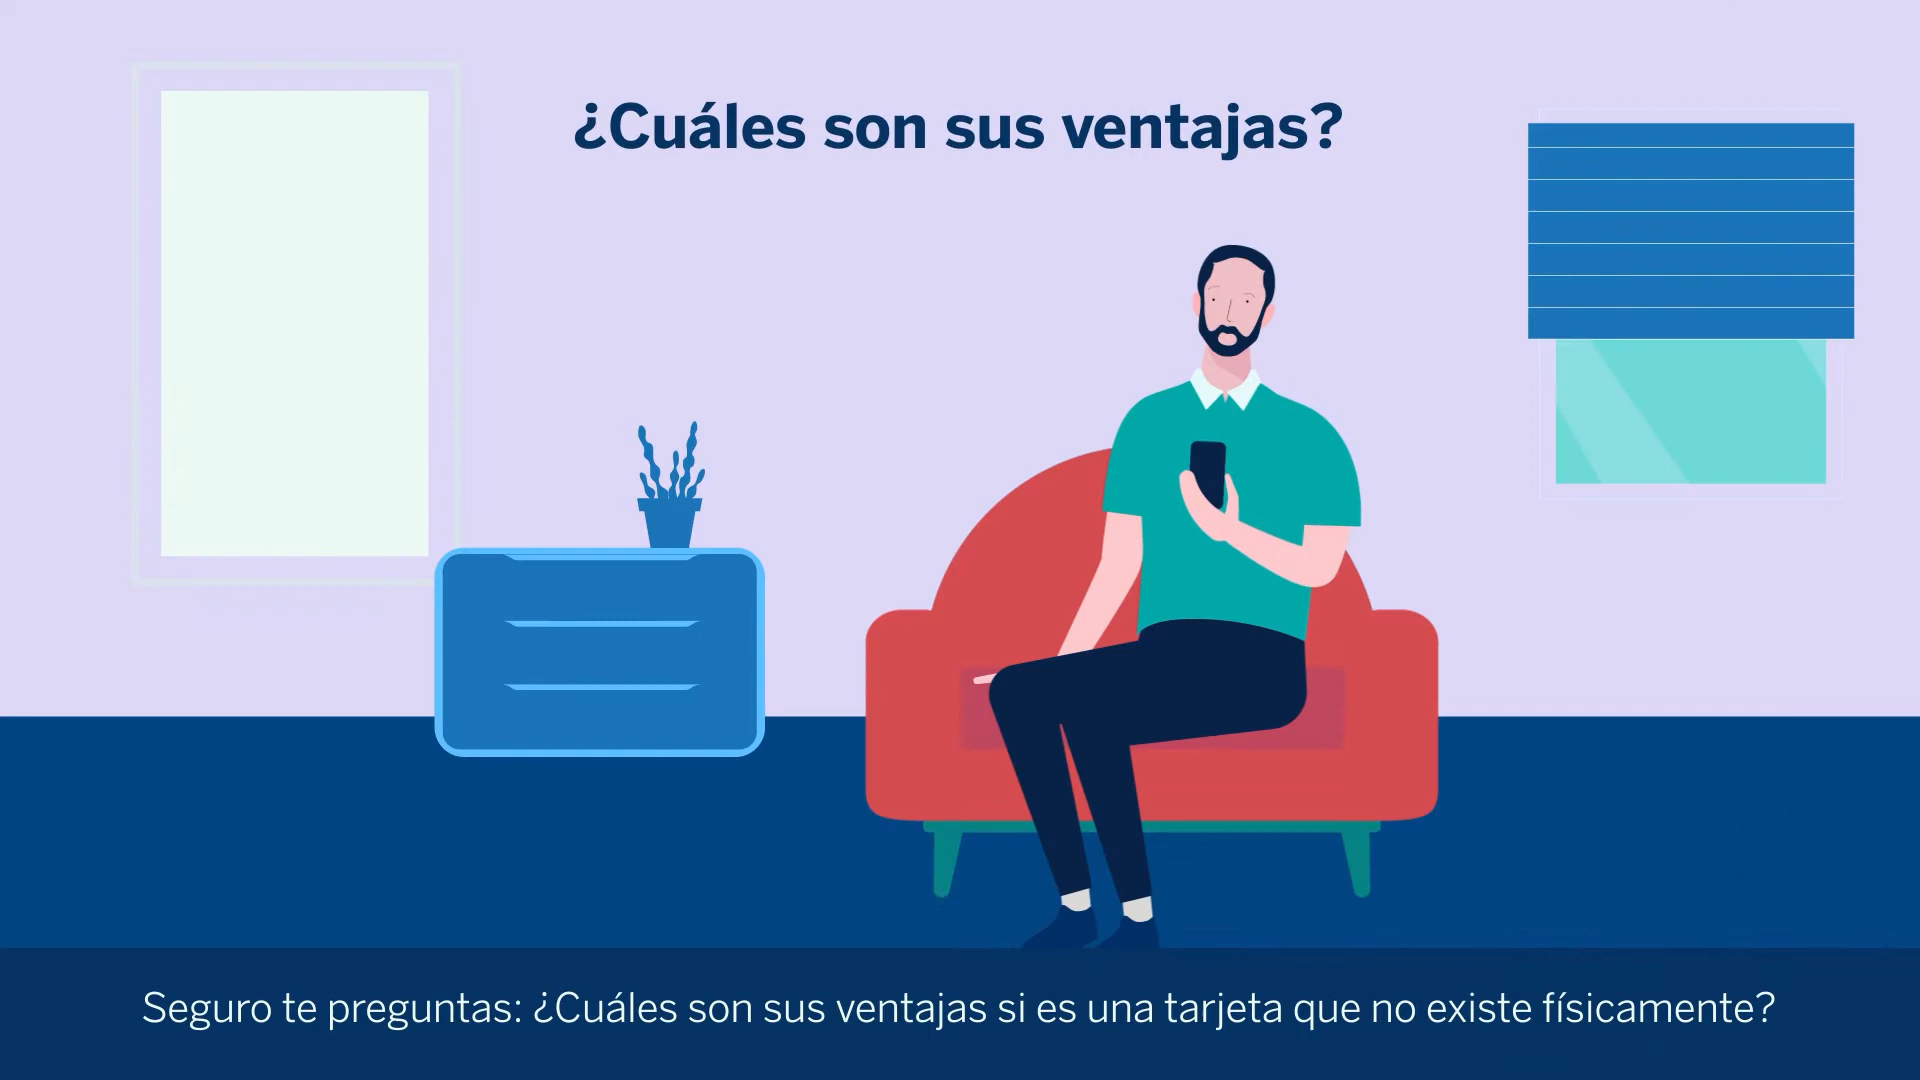 ¿Cuáles son sus ventajas?
Seguro te preguntas: ¿Cuáles son sus ventajas si es una tarjeta que no existe físicamente?